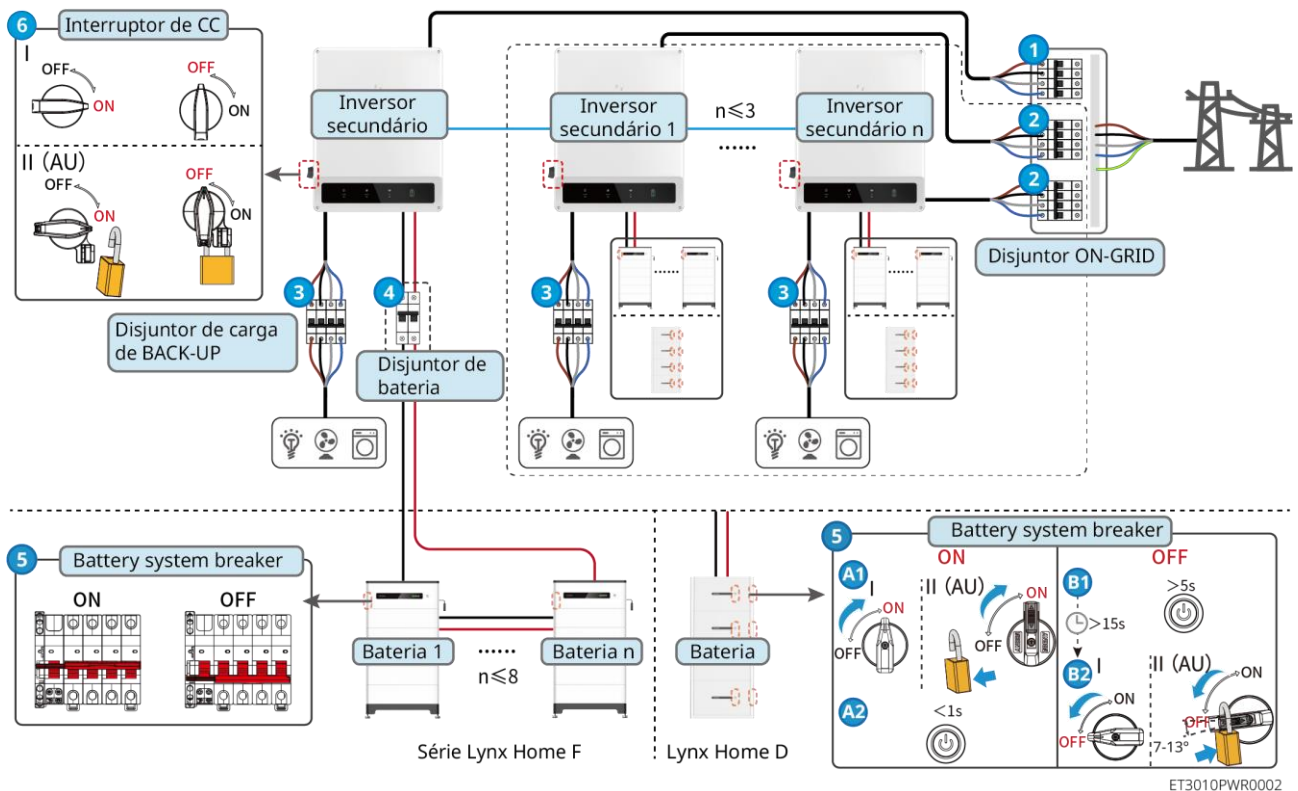 6
Interruptor de CC
I
OFF
ON
OFF
ON
II (AU)
OFF
ON
OFF
ON
Inversor
secundário
Inversor
secundário 1
n≤3
......
Inversor
secundário n
1
2
2
Disjuntor ON-GRID
3
Disjuntor de carga
de BACK-UP
4
Disjuntor de
bateria
3
......
3
......
5
Battery system breaker
ON
OFF
Bateria 1
......
n≤8
Bateria n
Série Lynx Home F
Bateria
Lynx Home D
5
Battery system breaker
ON
A1
I
ON
OFF
II (AU)
ON
OFF
A2
<1s
OFF
B1
>5s
>15s
B2
I
ON
OFF
II (AU)
ON
OFF
7-13°
ET3010PWR0002